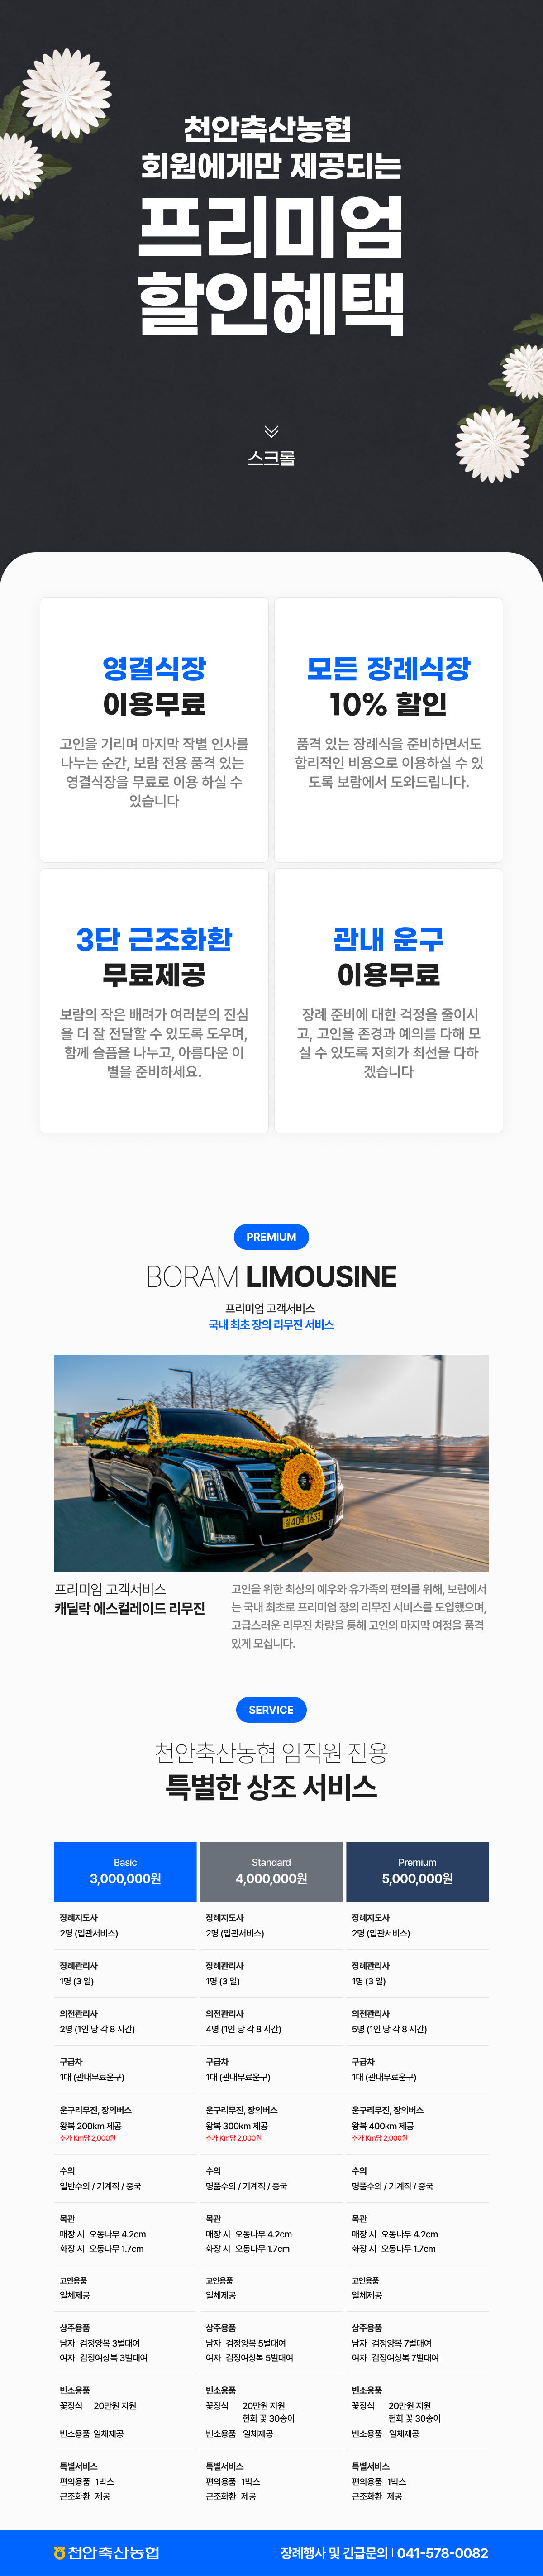 천안축산농협
회원에게만 제공되는
프리미엄
할인혜택
스크롤
영결식장
이용무료
고인을 기리며 마지막 작별 인사를
나누는 순간, 보람 전용 품격 있는
영결식장을 무료로 이용 하실 수
있습니다
모든 장례식장
10% 할인
품격 있는 장례식을 준비하면서도
합리적인 비용으로 이용하실 수 있
도록 보람에서 도와드립니다.
3단 근조화환
무료제공
보람의 작은 배려가 여러분의 진심
을 더 잘 전달할 수 있도록 도우며,
함께 슬픔을 나누고, 아름다운 이
별을 준비하세요.
관내 운구
이용무료
장례 준비에 대한 걱정을 줄이시
고, 고인을 존경과 예의를 다해 모
실 수 있도록 저희가 최선을 다하
겠습니다
PREMIUM
BORAM LIMOUSINE
프리미엄 고객서비스
국내 최초 장의 리무진 서비스
프리미엄 고객서비스
캐딜락 에스컬레이드 리무진
고인을 위한 최상의 예우와 유가족의 편의를 위해, 보람에서
는 국내 최초로 프리미엄 장의 리무진 서비스를 도입했으며,
고급스러운 리무진 차량을 통해 고인의 마지막 여정을 품격
있게 모십니다.
SERVICE
천안축산농협 임직원 전용
특별한 상조 서비스
Basic
3,000,000원
장례지도사
2명 (입관서비스)
장례관리사
1명 (3 일)
의전관리사
2명 (1인 당 각 8 시간)
구급차
1대 (관내무료운구)
운구리무진, 장의버스
왕복 200km 제공
추가 Km당 2,000원
수의
일반수의 / 기계직 / 중국
목관
매장 시 오동나무 4.2cm
화장 시 오동나무 1.7cm
고인용품
일체제공
상주용품
남자 검정양복 3벌대여
여자 검정여상복 3벌대여
빈소용품
꽃장식 20만원 지원
빈소용품 일체제공
특별서비스
편의용품 1박스
근조화환 제공
Standard
4,000,000원
장례지도사
2명 (입관서비스)
장례관리사
1명 (3 일)
의전관리사
4명 (1인 당 각 8 시간)
구급차
1대 (관내무료운구)
운구리무진, 장의버스
왕복 300km 제공
추가 Km당 2,000원
수의
명품수의 / 기계직 / 중국
목관
매장 시 오동나무 4.2cm
화장 시 오동나무 1.7cm
고인용품
일체제공
상주용품
남자 검정양복 5벌대여
여자 검정여상복 5벌대여
빈소용품
꽃장식 20만원 지원
헌화 꽃 30송이
빈소용품 일체제공
특별서비스
편의용품 1박스
근조화환 제공
Premium
5,000,000원
장례지도사
2명 (입관서비스)
장례관리사
1명 (3 일)
의전관리사
5명 (1인 당 각 8 시간)
구급차
1대 (관내무료운구)
운구리무진, 장의버스
왕복 400km 제공
추가 Km당 2,000원
수의
명품수의 / 기계직 / 중국
목관
매장 시 오동나무 4.2cm
화장 시 오동나무 1.7cm
고인용품
일체제공
상주용품
남자 검정양복 7벌대여
여자 검정여상복 7벌대여
빈소용품
꽃장식 20만원 지원
헌화 꽃 30송이
빈소용품 일체제공
특별서비스
편의용품 1박스
근조화환 제공
천안축산농협
장례행사 및 긴급문의 | 041-578-0082